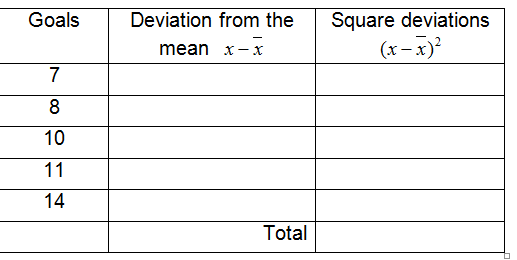 Goals Deviation from the Square deviations
mean x – x̄ (x – x̄)²
7
8
10
11
14
Total